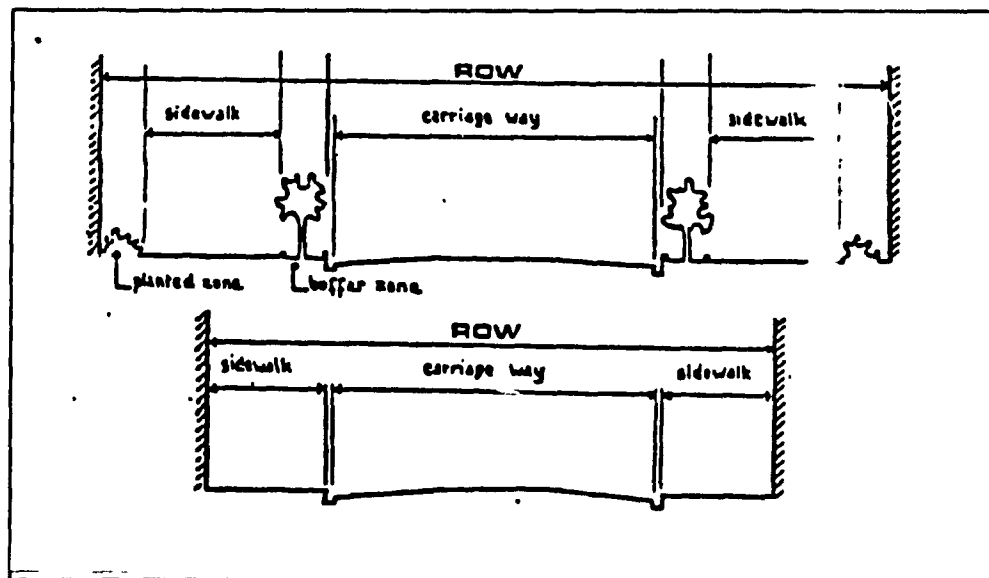 ROW
sidewalk carriage way sidewalk
planted zone buffer zone
ROW
sidewalk carriage way sidewalk